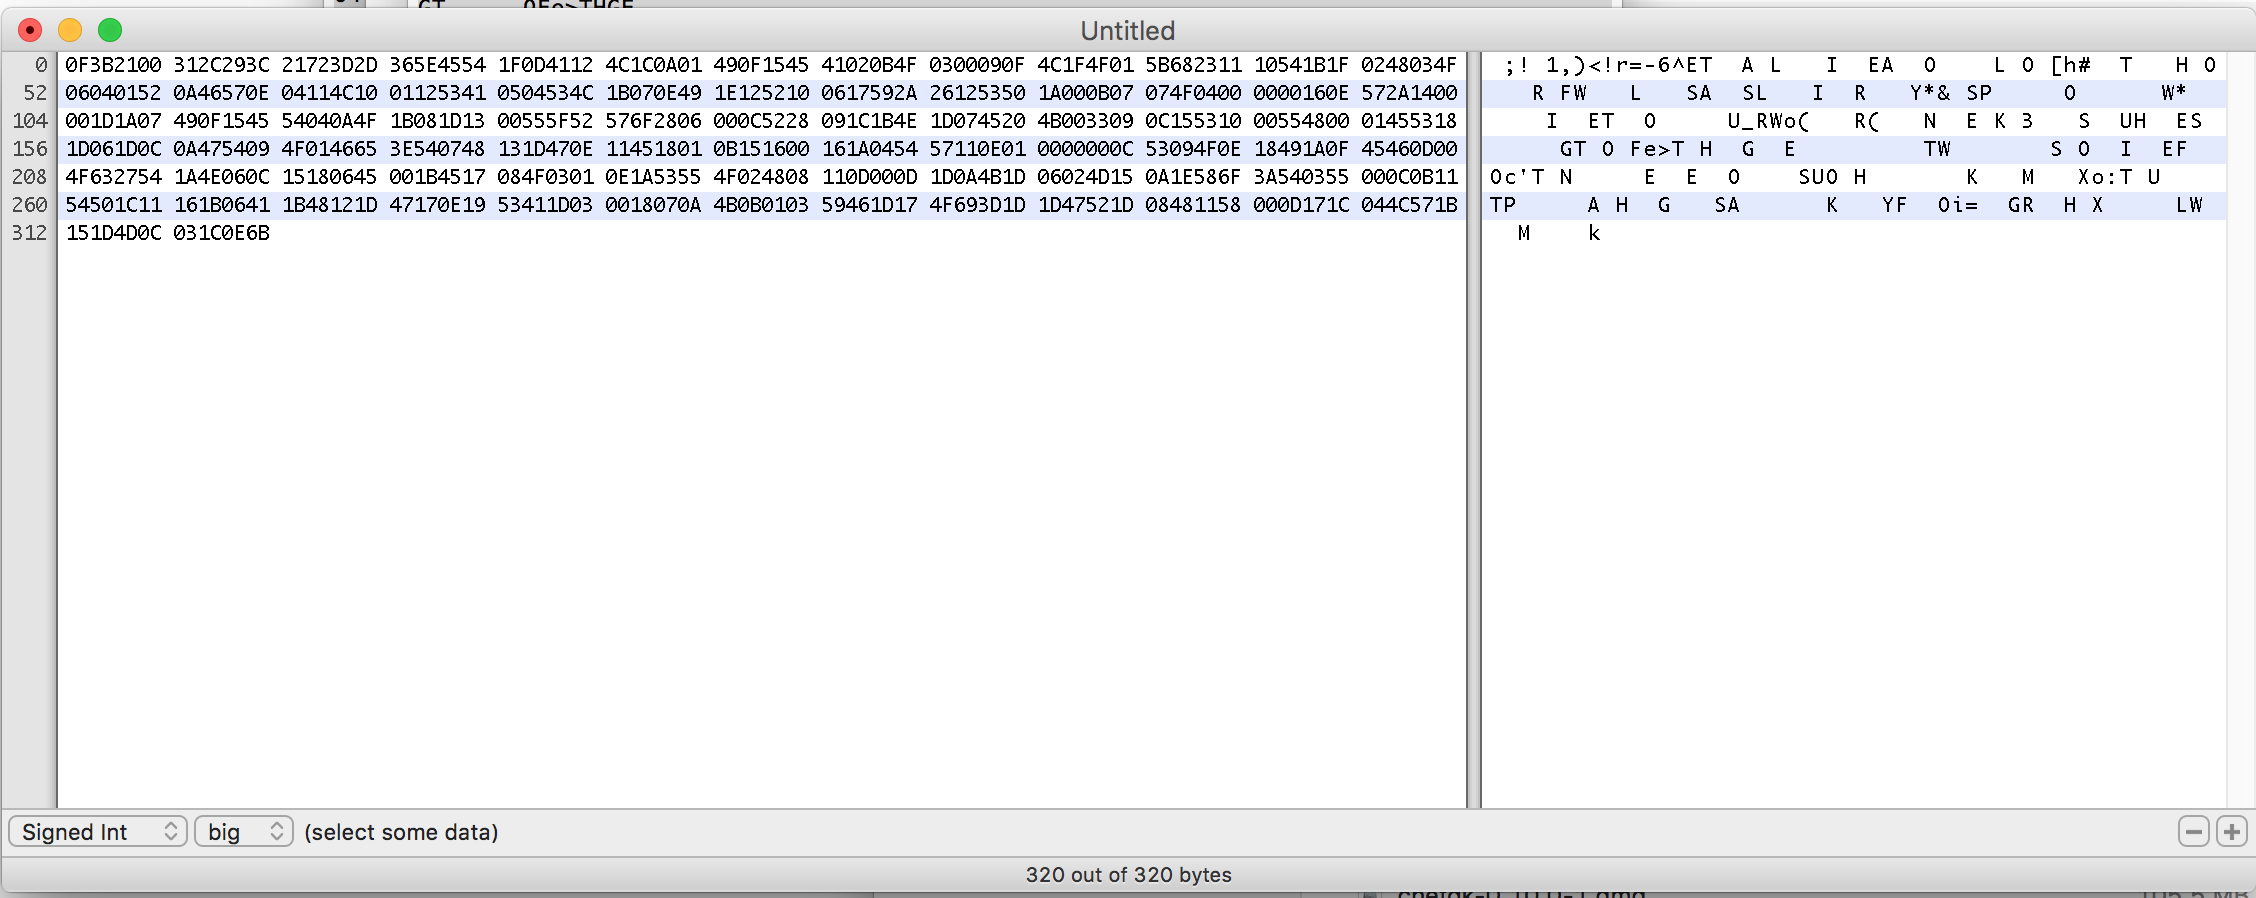 Untitled
0 0F3B2100 312C293C 21723D2D 365E4554 1F0D4112 4C1C0A01 490F1545 41020B4F 0300090F 4C1F4F01 5B682311 10541B1F 0248034F ;! 1,)<!r=-6^ET A L I EA O L O [h# T H O
52 06040152 0A46570E 04114C10 01125341 0504534C 1B070E49 1E125210 0617592A 26125350 1A000B07 074F0400 0000160E 572A1400 R FW L SA SL I R Y*& SP O W*
104 001D1A07 490F1545 54040A4F 1B081D13 00555F52 576F2806 000C5228 091C1B4E 1D074520 4B003309 0C155310 00554800 01455318 I ET O U_RWo( R( N E K 3 S UH ES
156 1D061D0C 0A475409 4F014665 3E540748 131D470E 11451801 0B151600 161A0454 57110E01 0000000C 53094F0E 18491A0F 45460D00 GT O Fe>T H G E TW S O I EF
208 4F632754 1A4E060C 15180645 001B4517 084F0301 0E1A5355 4F024808 110D000D 1D0A4B1D 06024D15 0A1E586F 3A540355 000C0B11 Oc'T N E E O SUO H K M Xo:T U
260 54501C11 161B0641 1B48121D 47170E19 53411D03 0018070A 4B0B0103 59461D17 4F693D1D 1D47521D 08481158 000D171C 044C571B TP A H G SA K YF Oi= GR H X LW
312 151D4D0C 031C0E6B M k
Signed Int big (select some data)
320 out of 320 bytes